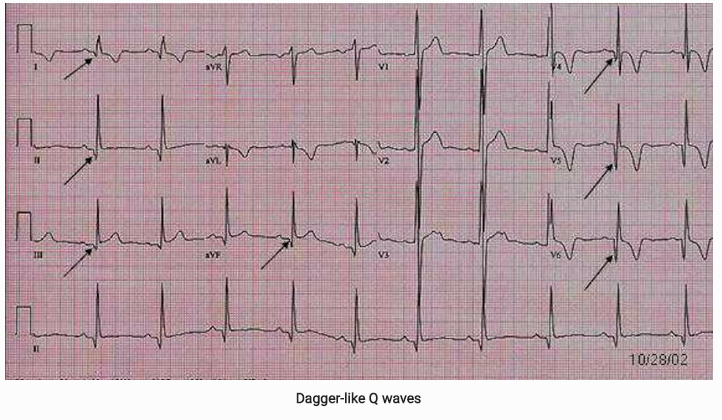 I aVR V1 V4
II aVL V2 V5
III aVF V3 V6
II
10/28/02
Dagger-like Q waves